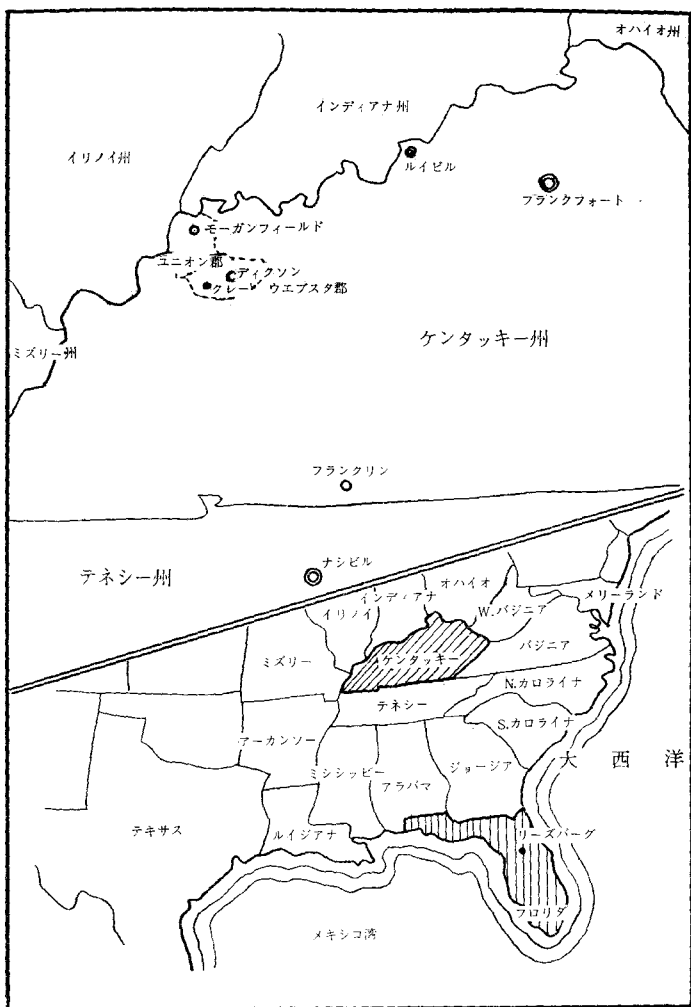 オハイオ州
インディアナ州
イリノイ州
ルイビル
フランクフォート
モーガンフィールド
ユニオン郡
ディクソン
クレー
ウエブスタ郡
ミズリー州
ケンタッキー州
フランクリン
テネシー州
ナシビル
オハイオ
メリーランド
インディアナ
イリノイ
W.バジニア
バジニア
ミズリー
ケンタッキー
N.カロライナ
テネシー
S.カロライナ
アーカンソー
大西洋
ミシシッピー
ジョージア
アラバマ
テキサス
ルイジアナ
リーズバーグ
フロリダ
メキシコ湾